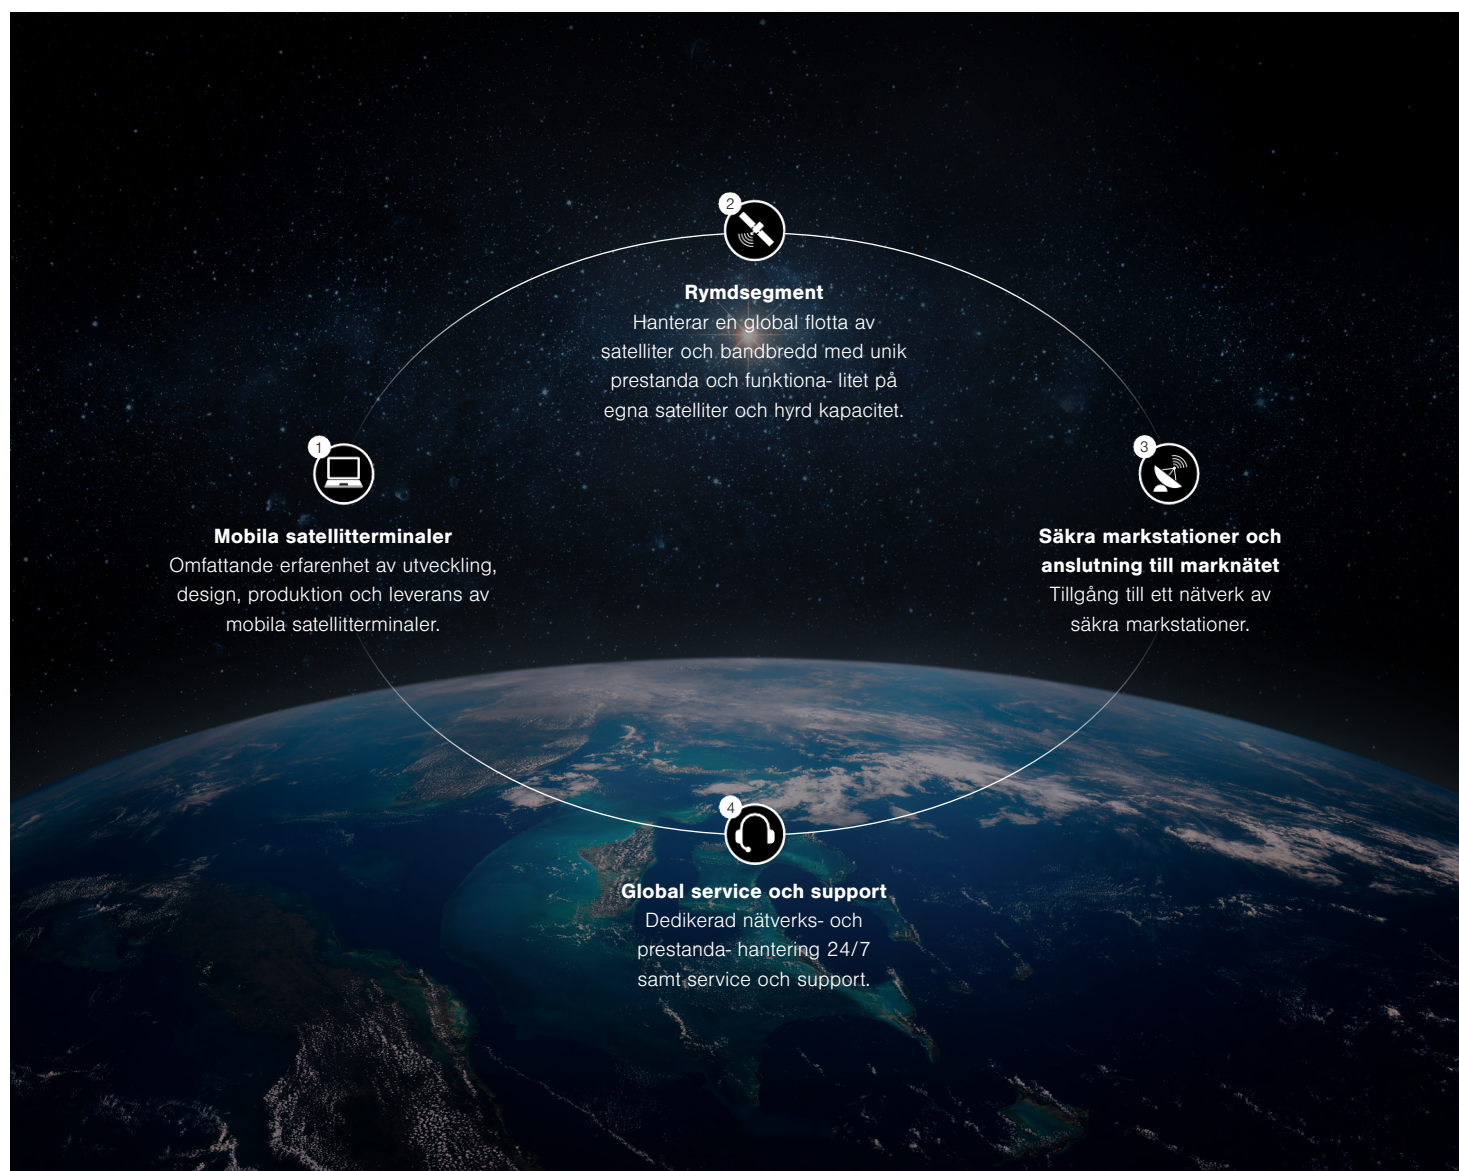 1
Mobila satellitterminaler
Omfattande erfarenhet av utveckling,
design, produktion och leverans av
mobila satellitterminaler.
2
Rymdsegment
Hanterar en global flotta av
satelliter och bandbredd med unik
prestanda och funktiona- litet på
egna satelliter och hyrd kapacitet.
3
Säkra markstationer och
anslutning till marknätet
Tillgång till ett nätverk av
säkra markstationer.
4
Global service och support
Dedikerad nätverks- och
prestanda- hantering 24/7
samt service och support.